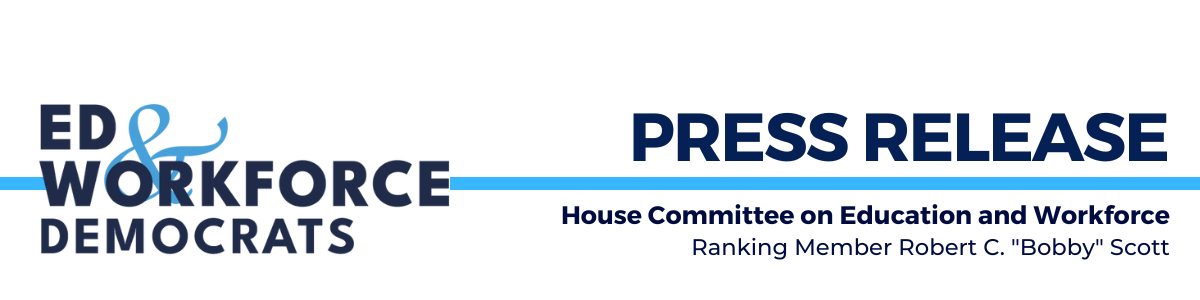 ED &
WORKFORCE
DEMOCRATS
PRESS RELEASE
House Committee on Education and Workforce
Ranking Member Robert C. "Bobby" Scott